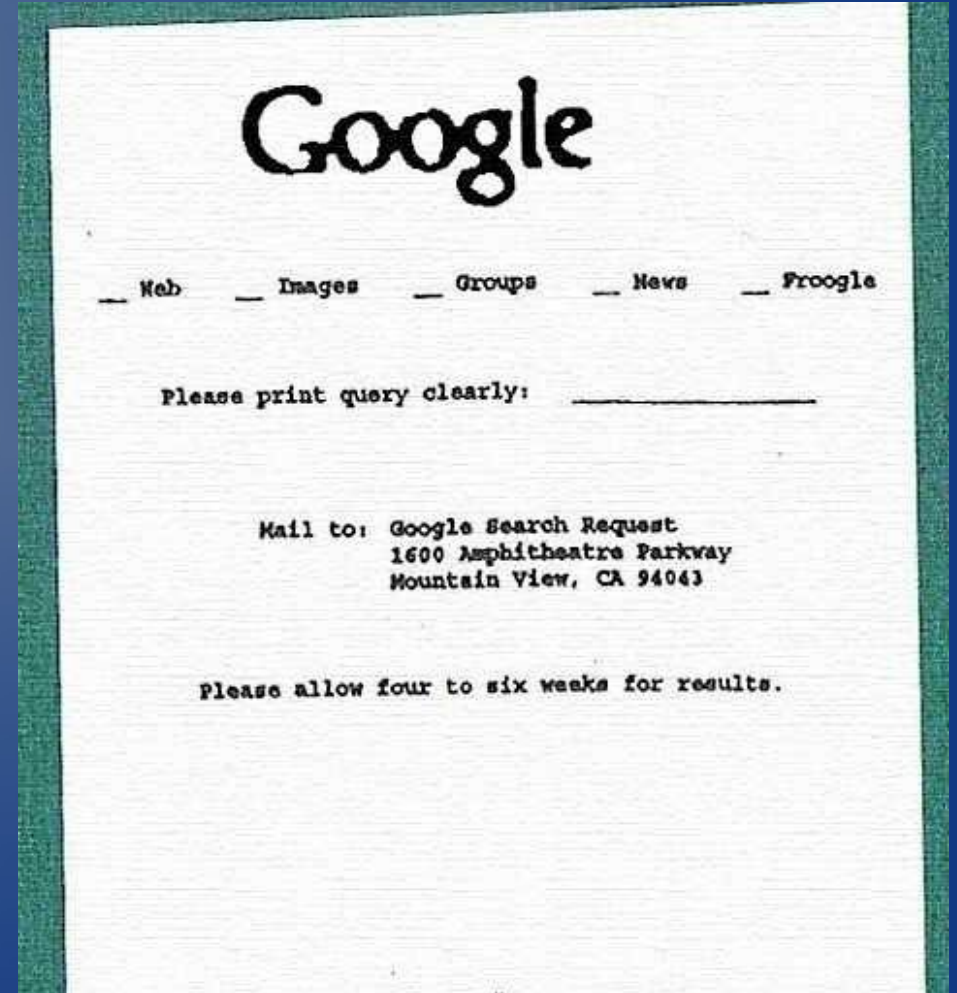 Google
__ Web __ Images __ Groups __ News __ Froogle
Please print query clearly: ____________
Mail to: Google Search Request
1600 Amphitheatre Parkway
Mountain View, CA 94043
Please allow four to six weeks for results.